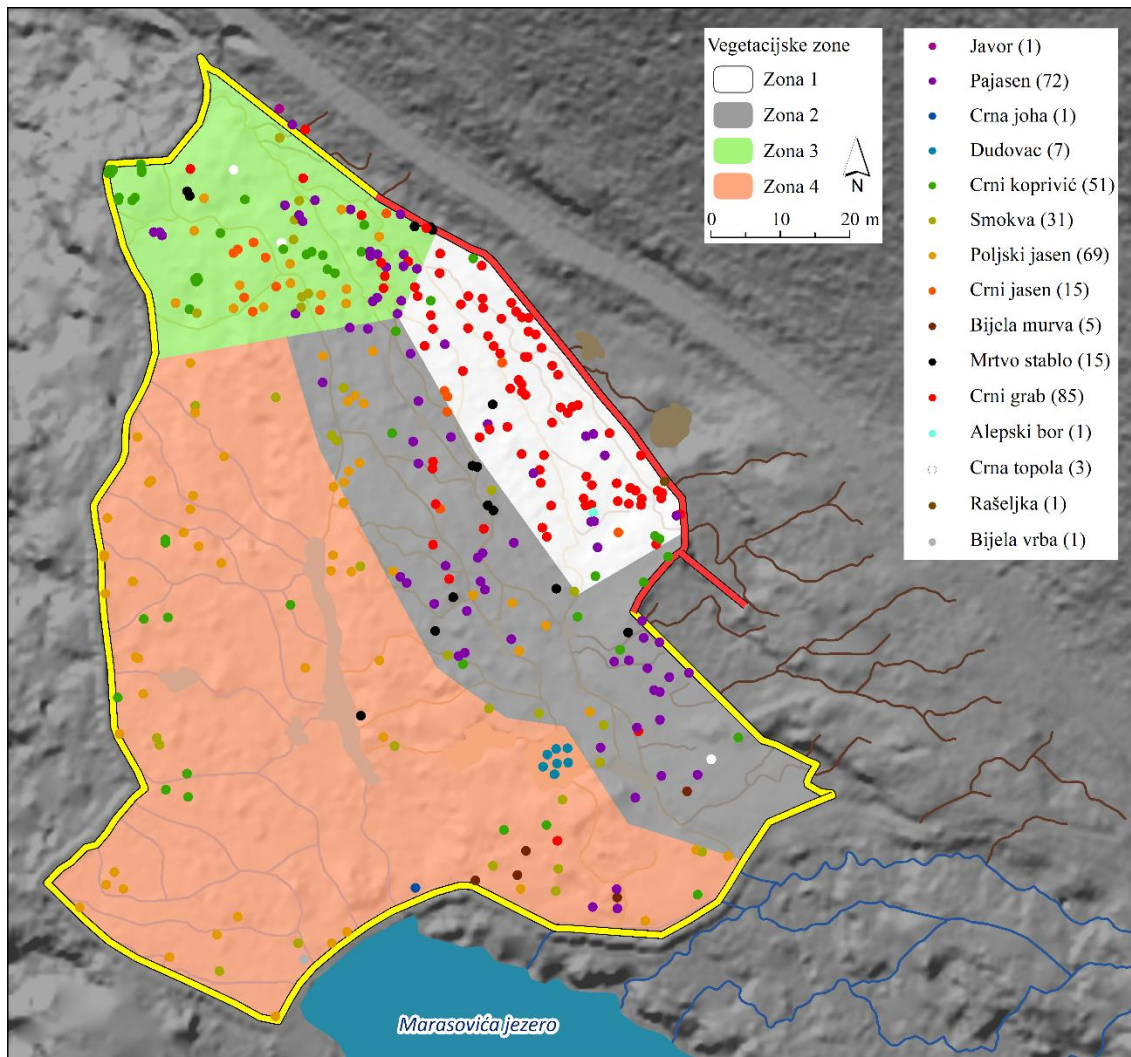 Vegetacijske zone
Zona 1
Zona 2
Zona 3
Zona 4
N
0 10 20 m
Javor (1)
Pajasen (72)
Crna joha (1)
Dudovac (7)
Crni koprivić (51)
Smokva (31)
Poljski jasen (69)
Crni jasen (15)
Bijela murva (5)
Mrtvo stablo (15)
Crni grab (85)
Alepski bor (1)
Crna topola (3)
Rašeljka (1)
Bijela vrba (1)
Marasovića jezero